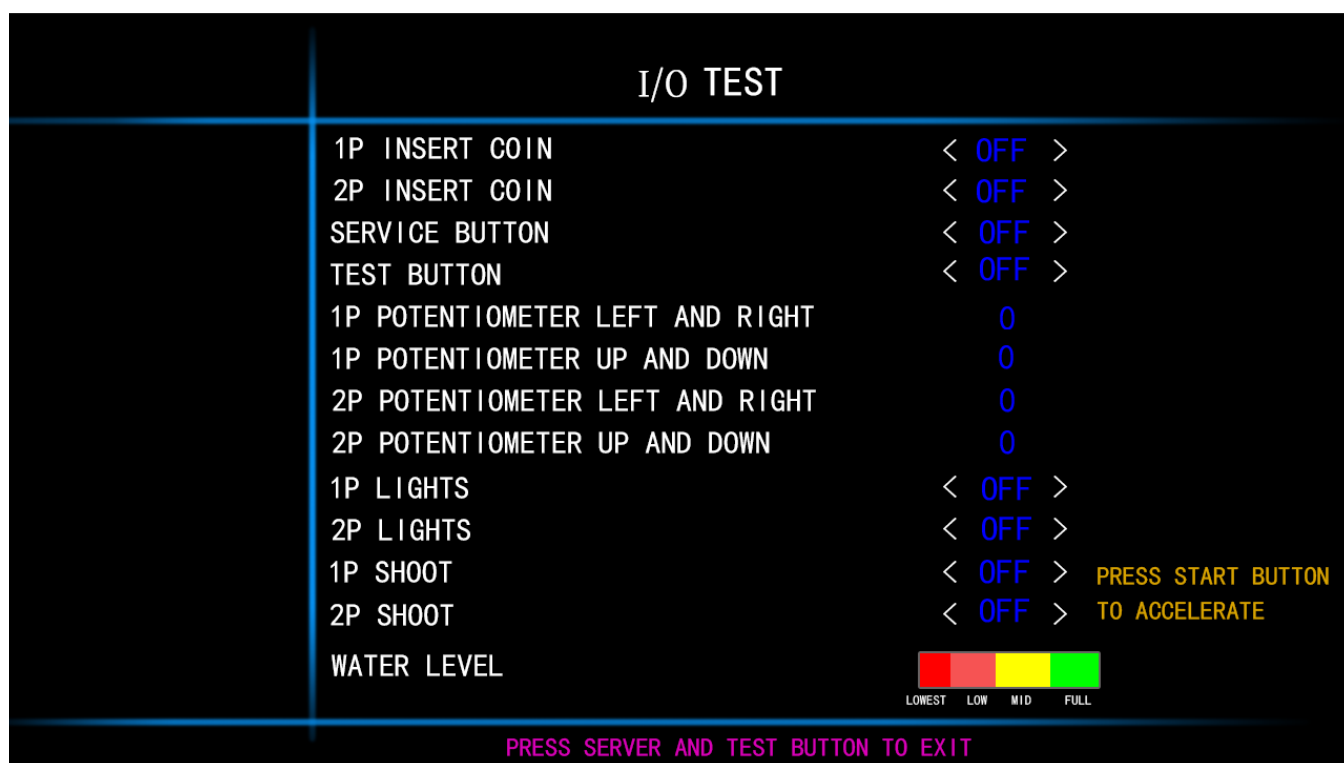 I/O TEST
1P INSERT COIN < OFF >
2P INSERT COIN < OFF >
SERVICE BUTTON < OFF >
TEST BUTTON < OFF >
1P POTENTIOMETER LEFT AND RIGHT 0
1P POTENTIOMETER UP AND DOWN 0
2P POTENTIOMETER LEFT AND RIGHT 0
2P POTENTIOMETER UP AND DOWN 0
1P LIGHTS < OFF >
2P LIGHTS < OFF >
1P SHOOT < OFF > PRESS START BUTTON
2P SHOOT < OFF > TO ACCELERATE
WATER LEVEL
LOWEST LOW MID FULL
PRESS SERVER AND TEST BUTTON TO EXIT